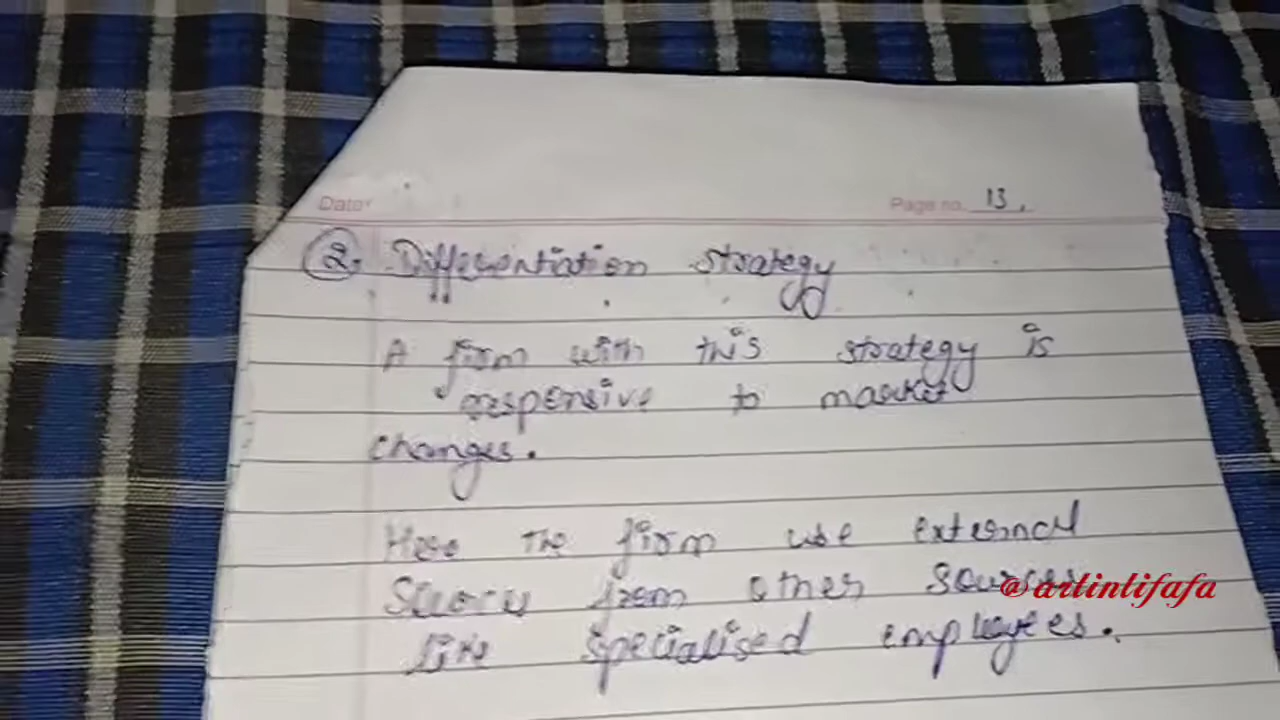 Date
Page no. 13.
2. Differentiation strategy
A firm with this strategy is
responsive to market
changes.
Here the firm use external
from other sources
@artinlifafa
like specialised employees.